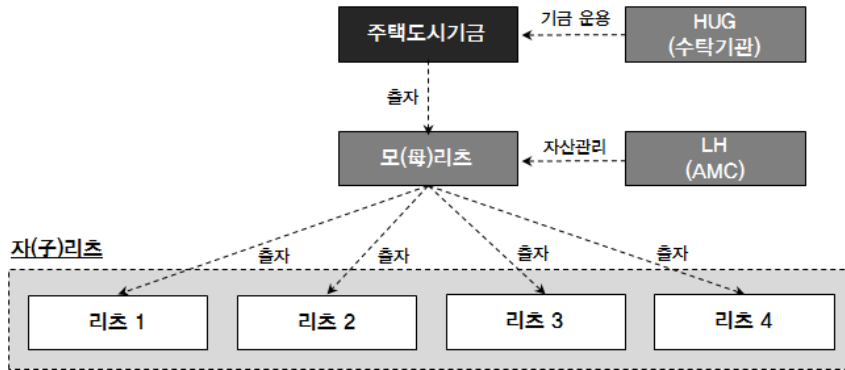 주택도시기금
기금 운용
HUG
(수탁기관)
출자
모(母)리츠
자산관리
LH
(AMC)
자(子)리츠
출자
출자
출자
출자
리츠 1
리츠 2
리츠 3
리츠 4